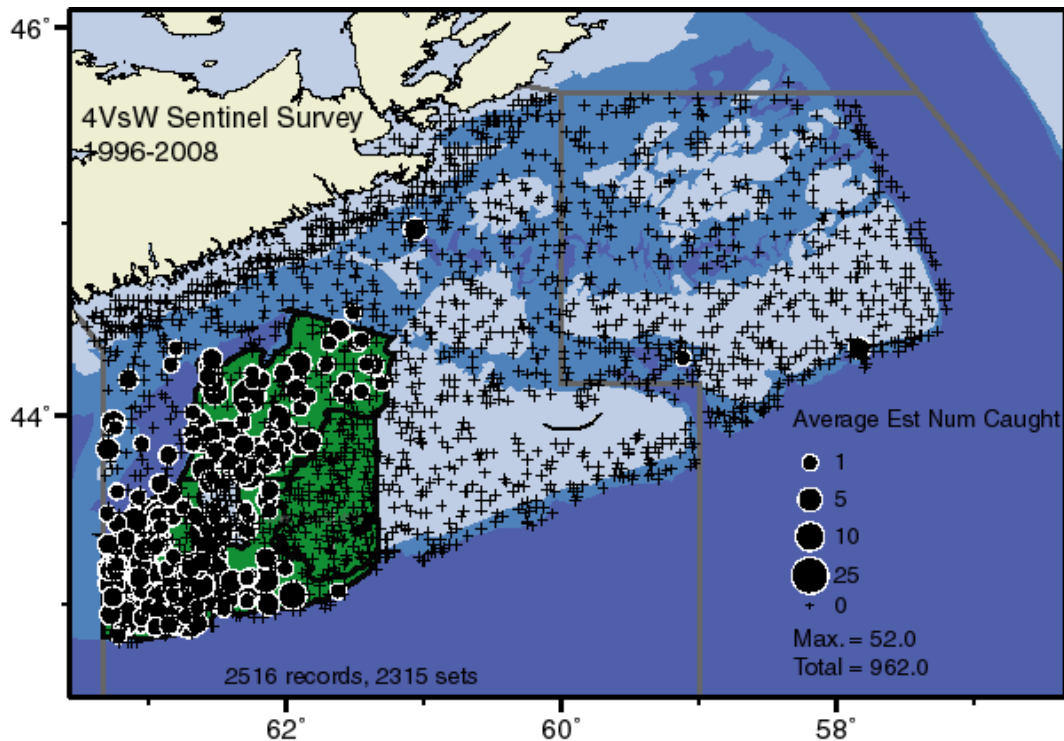 46°
4VsW Sentinel Survey
1996-2008
44°
Average Est Num Caught
1
5
10
25
0
Max. = 52.0
Total = 962.0
2516 records, 2315 sets
62°
60°
58°